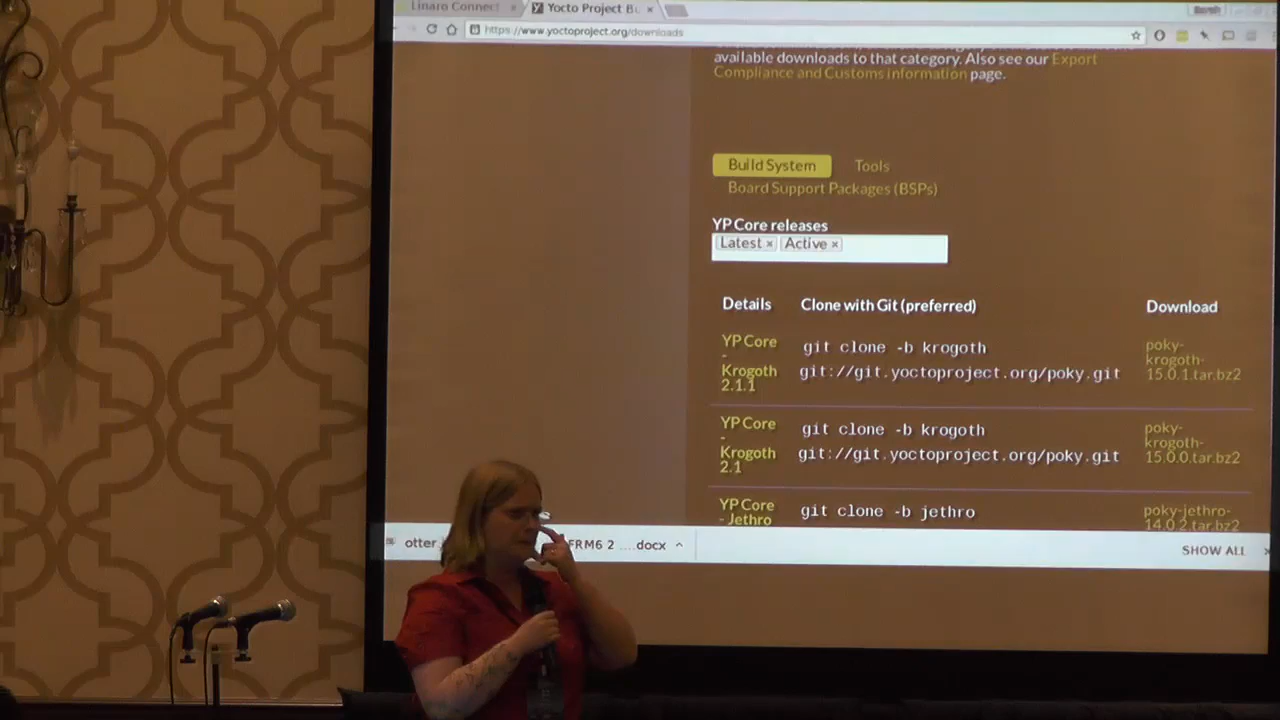 Linaro Connect ×
Yocto Project Bu ×
https://www.yoctoproject.org/downloads
available downloads to that category. Also see our Export
Compliance and Customs Information page.
Build System Tools
Board Support Packages (BSPs)
YP Core releases
Latest × Active ×
Details Clone with Git (preferred) Download
YP Core
-
Krogoth
2.1.1
git clone -b krogoth
git://git.yoctoproject.org/poky.git
poky-
krogoth-
15.0.1.tar.bz2
YP Core
-
Krogoth
2.1
git clone -b krogoth
git://git.yoctoproject.org/poky.git
poky-
krogoth-
15.0.0.tar.bz2
YP Core
- Jethro
git clone -b jethro
poky-jethro-
14.0.2.tar.bz2
otter
FRM6 2 ....docx
SHOW ALL ×